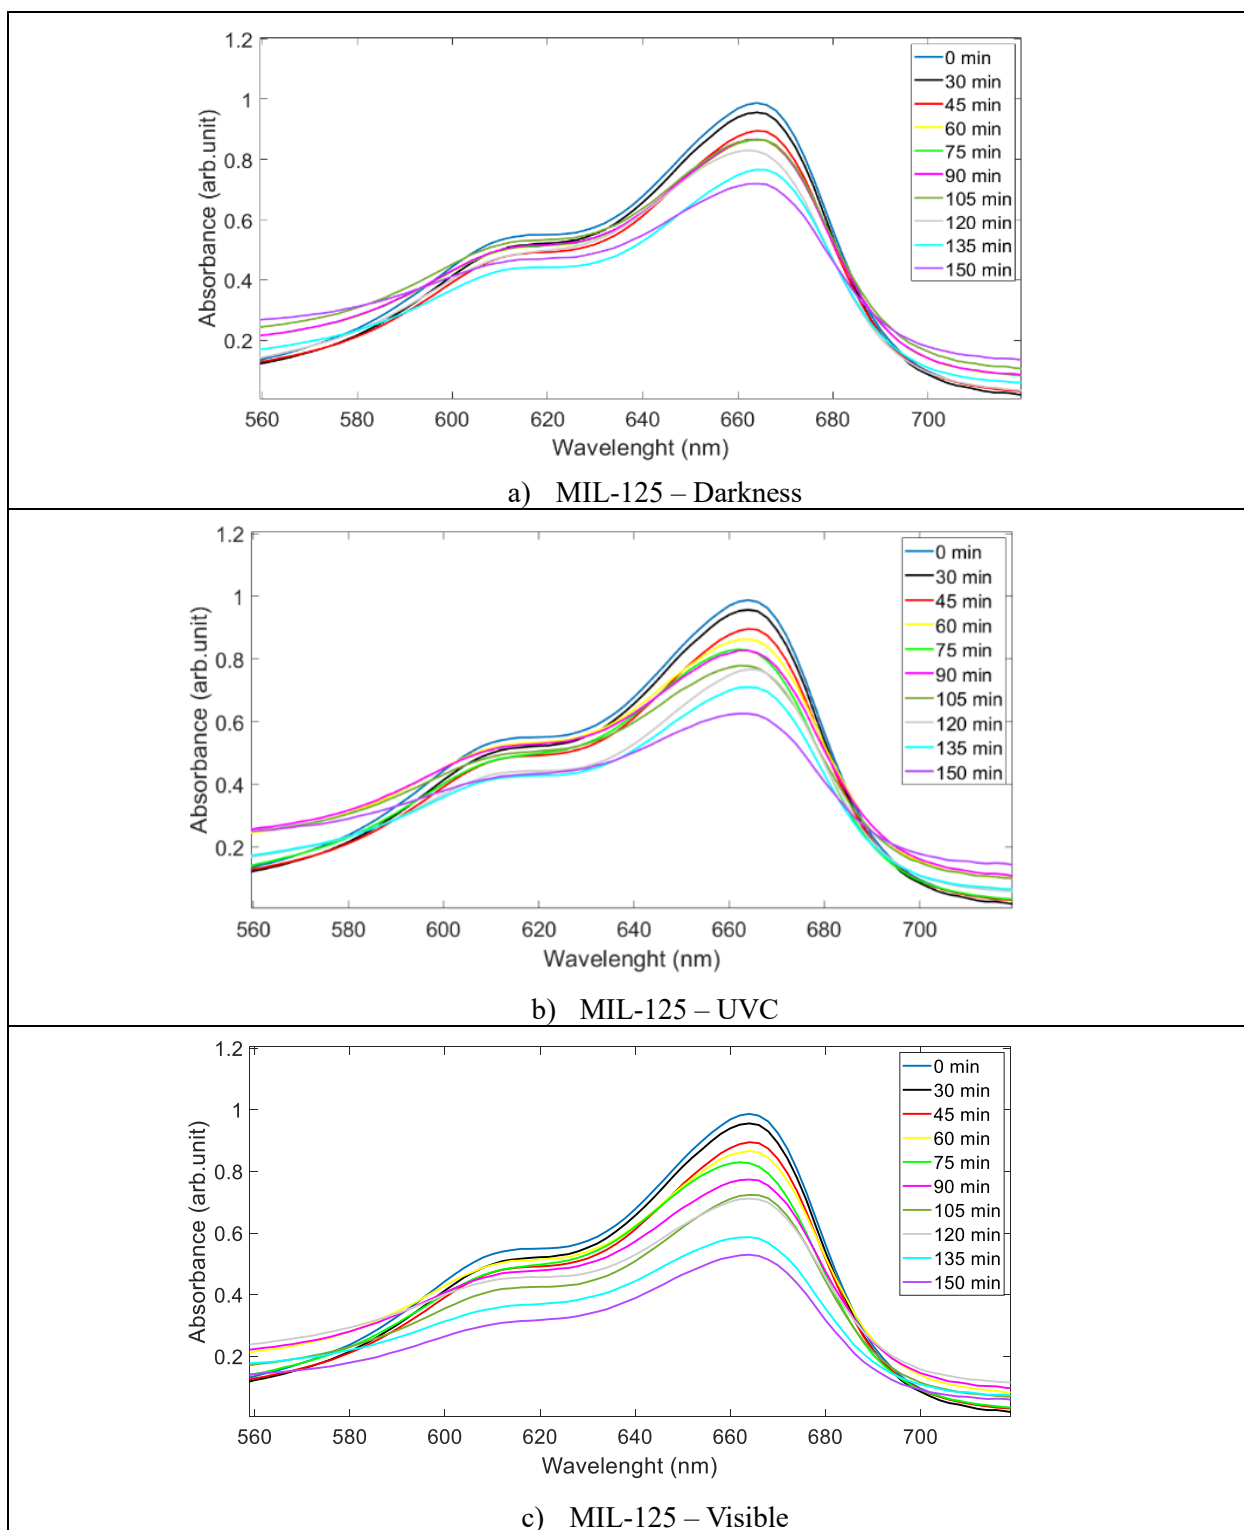 1.2
1
0.8
0.6
0.4
0.2
Absorbance (arb.unit)
0 min
30 min
45 min
60 min
75 min
90 min
105 min
120 min
135 min
150 min
560 580 600 620 640 660 680 700
Wavelenght (nm)
a) MIL-125 – Darkness
1.2
1
0.8
0.6
0.4
0.2
Absorbance (arb.unit)
0 min
30 min
45 min
60 min
75 min
90 min
105 min
120 min
135 min
150 min
560 580 600 620 640 660 680 700
Wavelenght (nm)
b) MIL-125 – UVC
1.2
1
0.8
0.6
0.4
0.2
Absorbance (arb.unit)
0 min
30 min
45 min
60 min
75 min
90 min
105 min
120 min
135 min
150 min
560 580 600 620 640 660 680 700
Wavelenght (nm)
c) MIL-125 – Visible